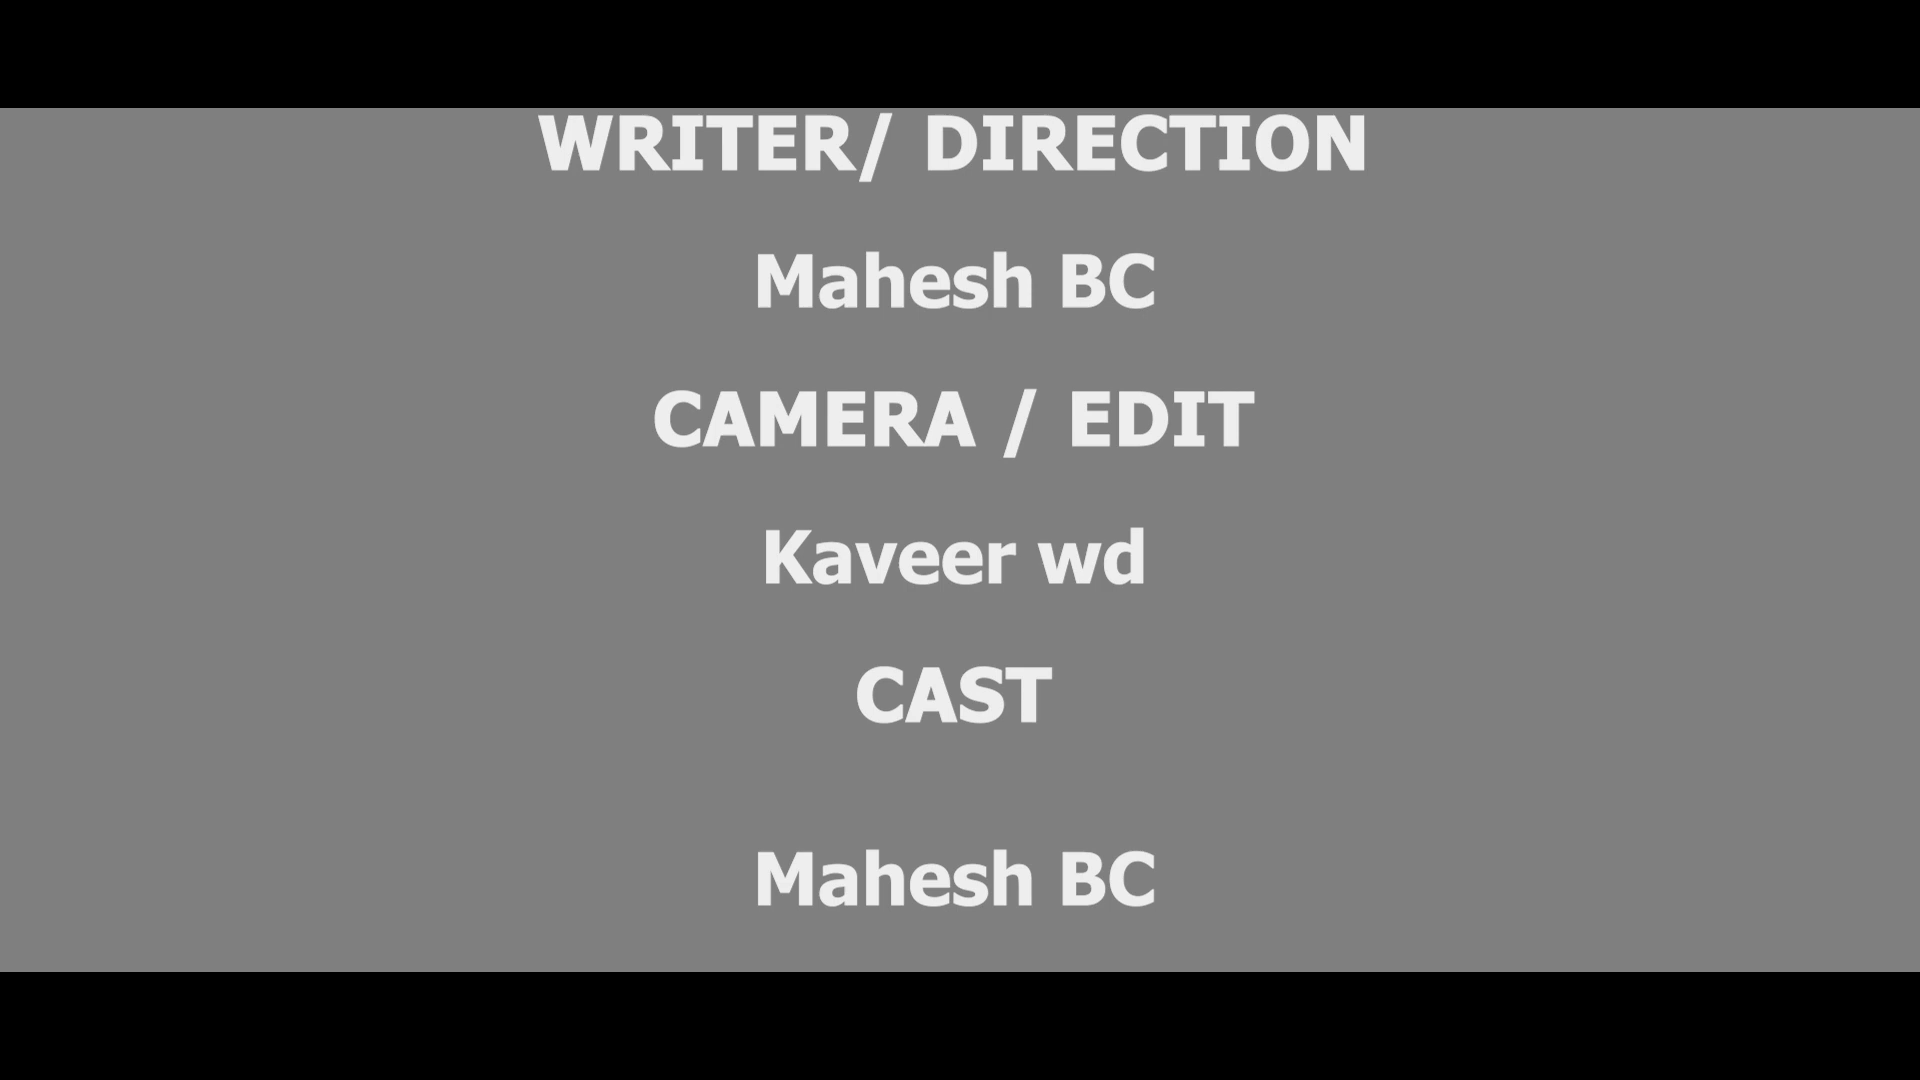 WRITER/ DIRECTION
Mahesh BC
CAMERA / EDIT
Kaveer wd
CAST
Mahesh BC